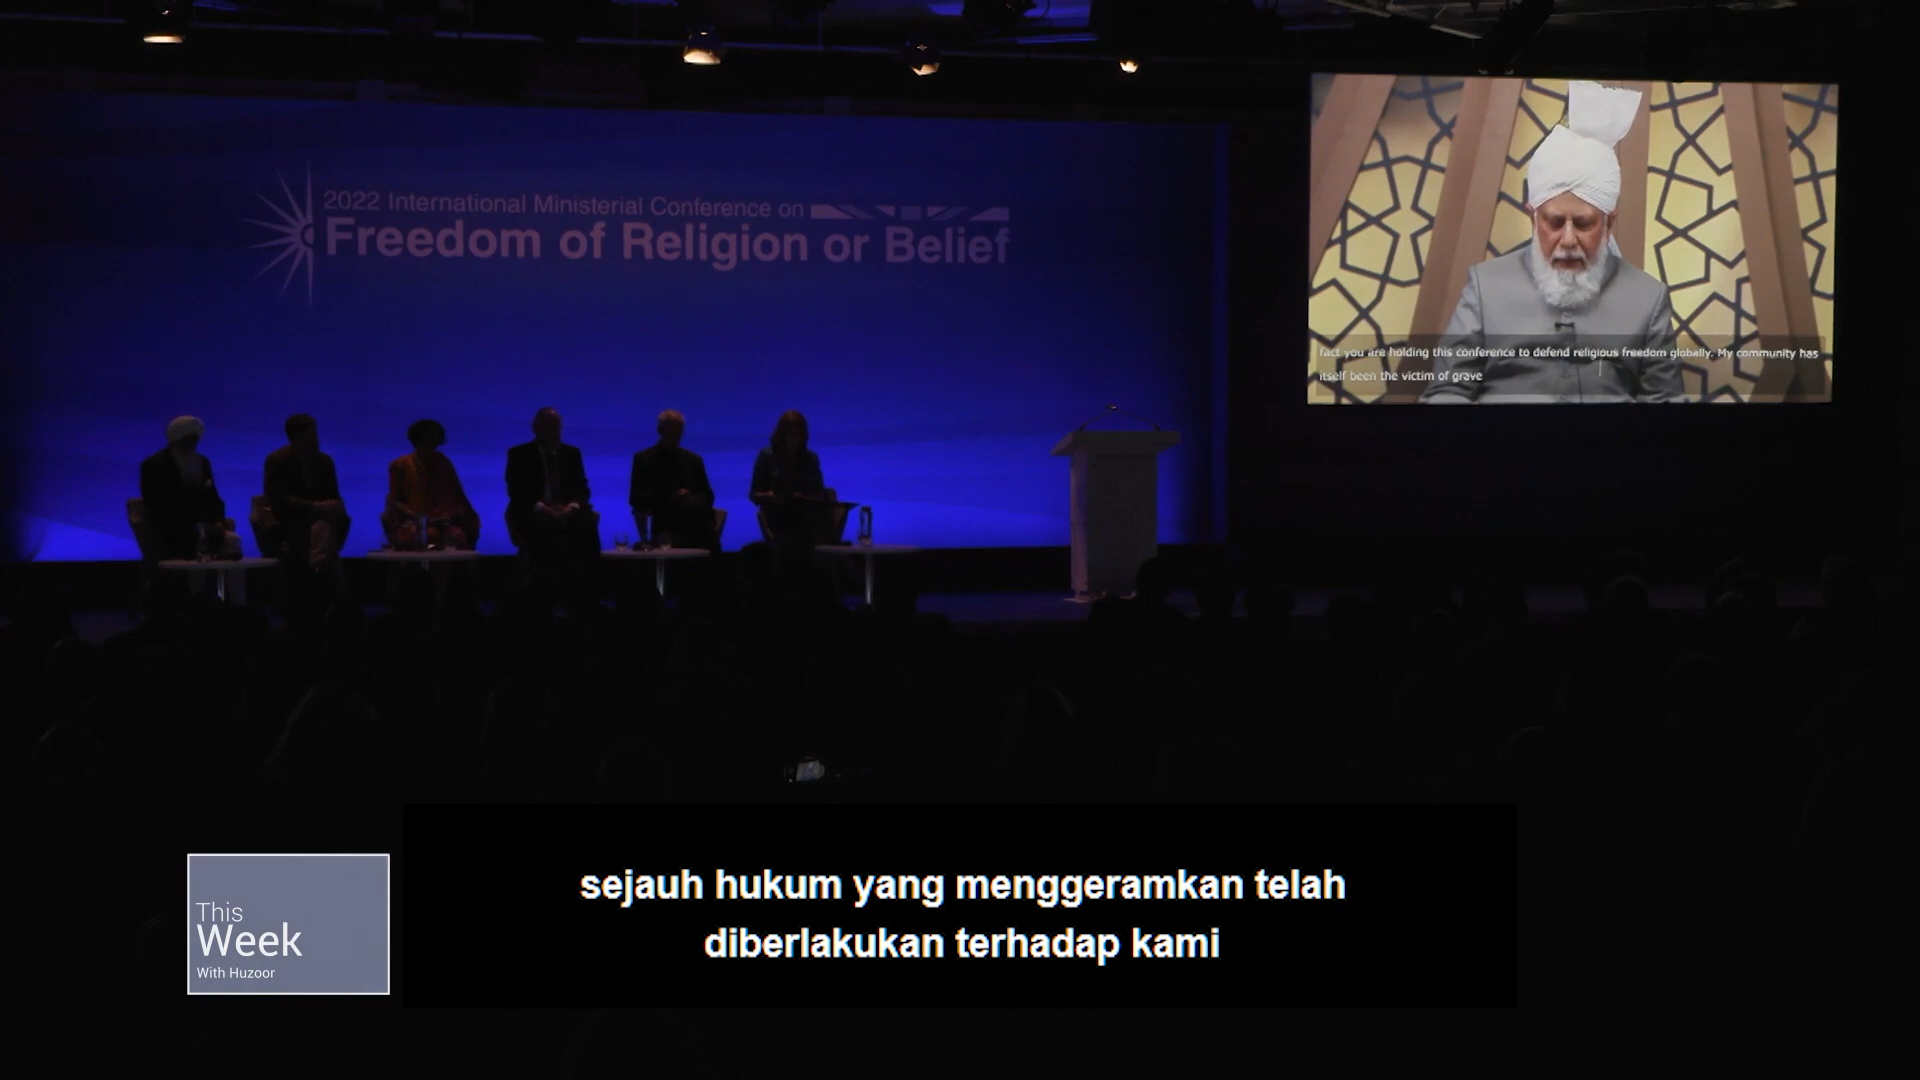 2022 International Ministerial Conference on
Freedom of Religion or Belief
fact you are holding this conference to defend religious freedom globally. My community has
itself been the victim of grave
This
Week
With Huzoor
sejauh hukum yang menggeramkan telah
diberlakukan terhadap kami